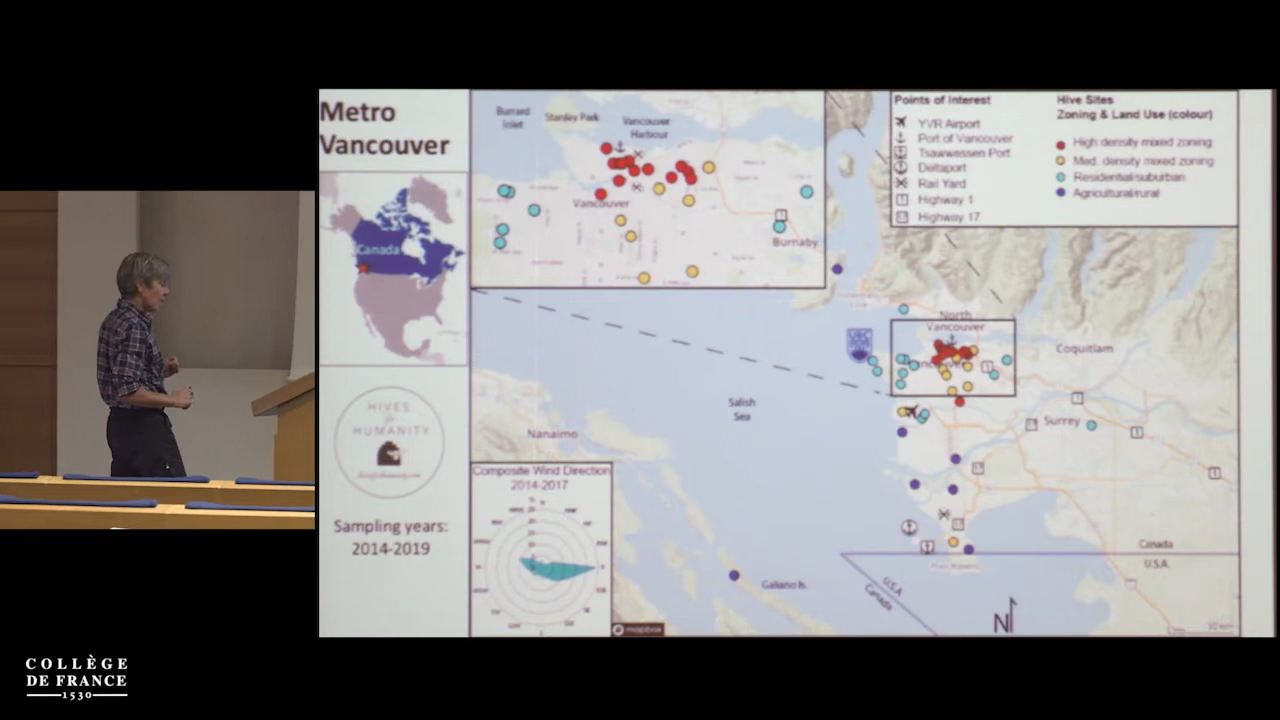 Metro
Vancouver
Canada
HIVES
for
HUMANITY
Sampling years:
2014-2019
Burrard
Inlet
Stanley Park
Vancouver
Harbour
Vancouver
Burnaby
1
Points of Interest
YVR Airport
Port of Vancouver
Tsawwassen Port
Deltaport
Rail Yard
Highway 1
Highway 17
Hive Sites
Zoning & Land Use (colour)
High density mixed zoning
Med. density mixed zoning
Residential/suburban
Agricultural/rural
North
Vancouver
UBC
Coquitlam
Surrey
Salish
Sea
Nanaimo
Composite Wind Direction
2014-2017
Galiano Is.
Canada
U.S.A.
U.S.A
Canada
N
mapbox
COLLÈGE
DE FRANCE
1530